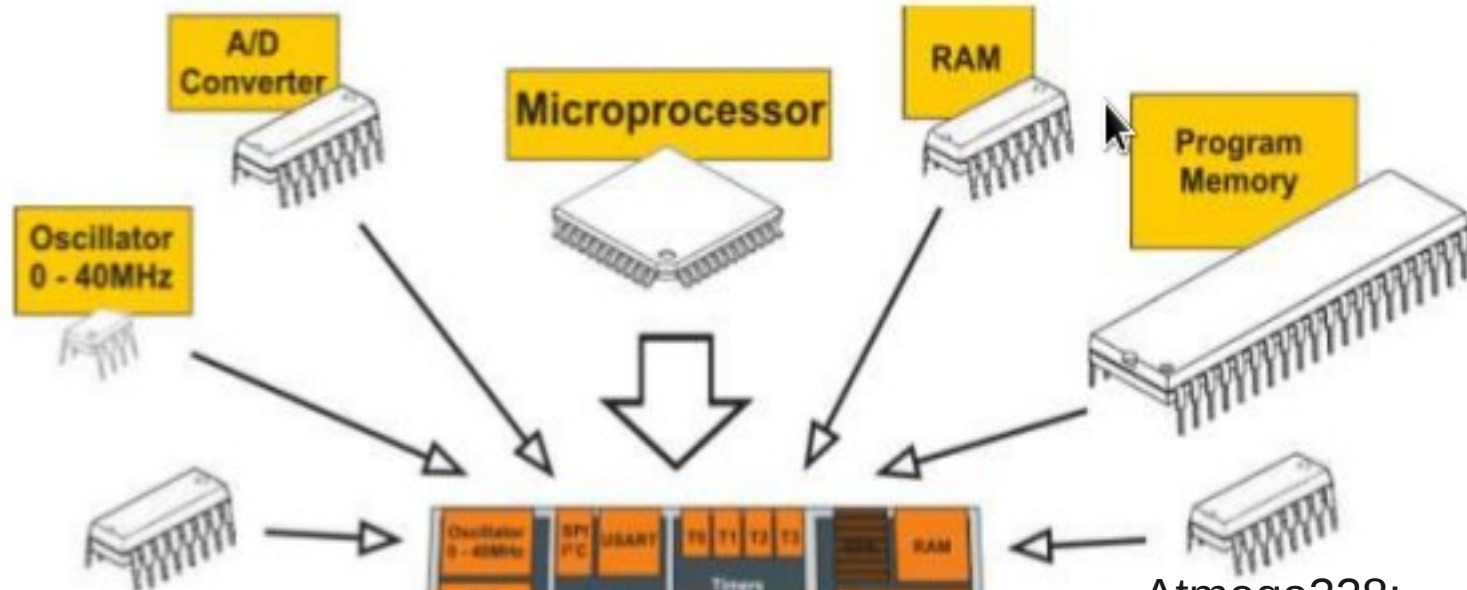 A/D
Converter
Microprocessor
RAM
Program
Memory
Oscillator
0 - 40MHz
Oscillator
0 - 40MHz
SPI
I²C
USART
T0 T1 T2 T3
RAM
Timers